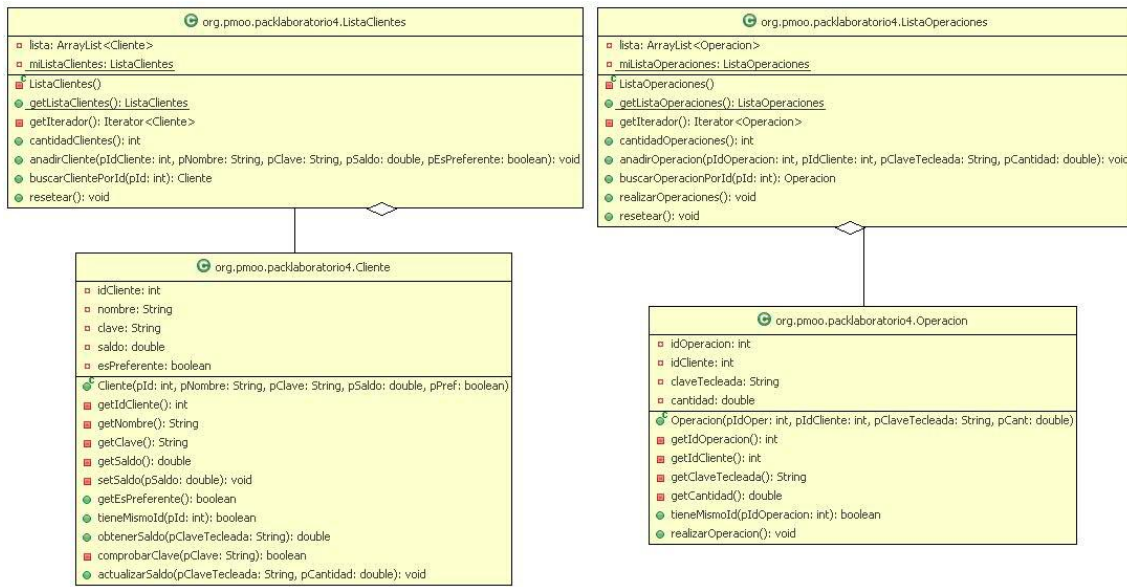 org.pmoo.packlaboratorio4.ListaClientes
lista: ArrayList<Cliente>
miListaClientes: ListaClientes
ListaClientes()
getListaClientes(): ListaClientes
getIterador(): Iterator<Cliente>
cantidadClientes(): int
anadirCliente(pIdCliente: int, pNombre: String, pClave: String, pSaldo: double, pEsPreferente: boolean): void
buscarClientePorId(pId: int): Cliente
resetear(): void
org.pmoo.packlaboratorio4.ListaOperaciones
lista: ArrayList<Operacion>
miListaOperaciones: ListaOperaciones
ListaOperaciones()
getListaOperaciones(): ListaOperaciones
getIterador(): Iterator<Operacion>
cantidadOperaciones(): int
anadirOperacion(pIdOperacion: int, pIdCliente: int, pClaveTecleada: String, pCantidad: double): void
buscarOperacionPorId(pId: int): Operacion
realizarOperaciones(): void
resetear(): void
org.pmoo.packlaboratorio4.Cliente
idCliente: int
nombre: String
clave: String
saldo: double
esPreferente: boolean
Cliente(pId: int, pNombre: String, pClave: String, pSaldo: double, pPref: boolean)
getIdCliente(): int
getNombre(): String
getClave(): String
getSaldo(): double
setSaldo(pSaldo: double): void
getEsPreferente(): boolean
tieneMismoId(pId: int): boolean
obtenerSaldo(pClaveTecleada: String): double
comprobarClave(pClave: String): boolean
actualizarSaldo(pClaveTecleada: String, pCantidad: double): void
org.pmoo.packlaboratorio4.Operacion
idOperacion: int
idCliente: int
claveTecleada: String
cantidad: double
Operacion(pIdOper: int, pIdCliente: int, pClaveTecleada: String, pCant: double)
getIdOperacion(): int
getIdCliente(): int
getClaveTecleada(): String
getCantidad(): double
tieneMismoId(pIdOperacion: int): boolean
realizarOperacion(): void